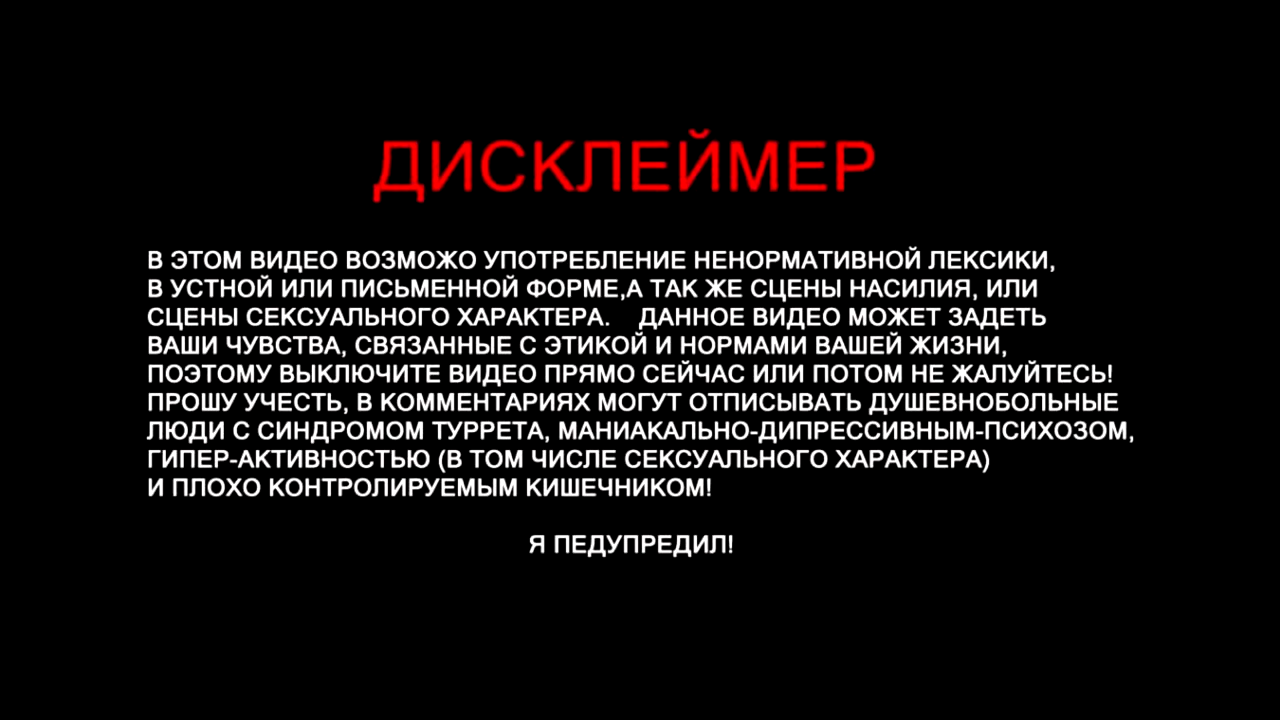 ДИСКЛЕЙМЕР
В ЭТОМ ВИДЕО ВОЗМОЖО УПОТРЕБЛЕНИЕ НЕНОРМАТИВНОЙ ЛЕКСИКИ,
В УСТНОЙ ИЛИ ПИСЬМЕННОЙ ФОРМЕ,А ТАК ЖЕ СЦЕНЫ НАСИЛИЯ, ИЛИ
СЦЕНЫ СЕКСУАЛЬНОГО ХАРАКТЕРА. ДАННОЕ ВИДЕО МОЖЕТ ЗАДЕТЬ
ВАШИ ЧУВСТВА, СВЯЗАННЫЕ С ЭТИКОЙ И НОРМАМИ ВАШЕЙ ЖИЗНИ,
ПОЭТОМУ ВЫКЛЮЧИТЕ ВИДЕО ПРЯМО СЕЙЧАС ИЛИ ПОТОМ НЕ ЖАЛУЙТЕСЬ!
ПРОШУ УЧЕСТЬ, В КОММЕНТАРИЯХ МОГУТ ОТПИСЫВАТЬ ДУШЕВНОБОЛЬНЫЕ
ЛЮДИ С СИНДРОМОМ ТУРРЕТА, МАНИАКАЛЬНО-ДИПРЕССИВНЫМ-ПСИХОЗОМ,
ГИПЕР-АКТИВНОСТЬЮ (В ТОМ ЧИСЛЕ СЕКСУАЛЬНОГО ХАРАКТЕРА)
И ПЛОХО КОНТРОЛИРУЕМЫМ КИШЕЧНИКОМ!
Я ПЕДУПРЕДИЛ!